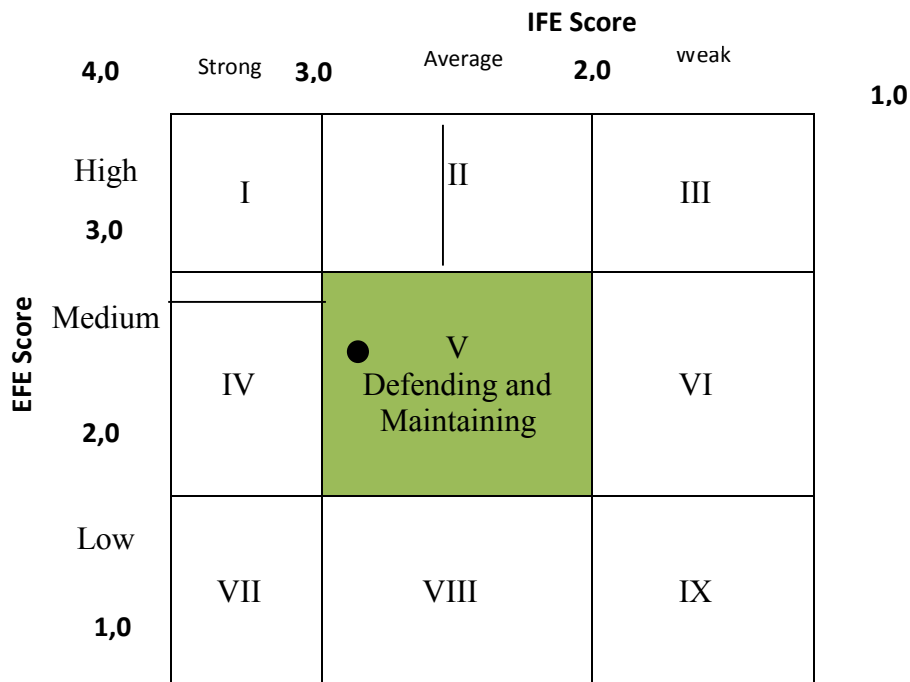 IFE Score
4,0 Strong 3,0 Average 2,0 weak 1,0
High I II III
3,0
EFE Score
Medium
V
IV Defending and VI
Maintaining
2,0
Low
VII VIII IX
1,0